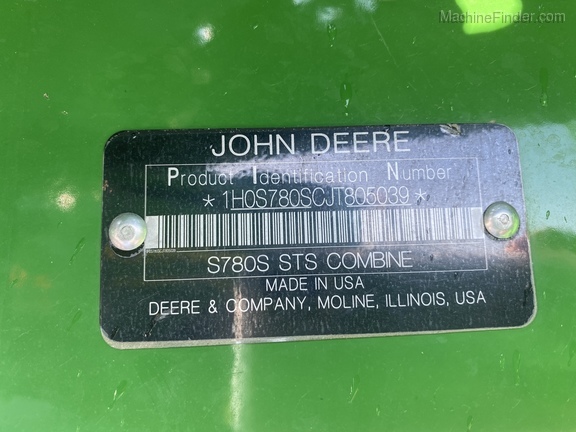 MachineFinder.com
JOHN DEERE
Product Identification Number
* 1H0S780SCJT805039 *
S780S STS COMBINE
MADE IN USA
DEERE & COMPANY, MOLINE, ILLINOIS, USA